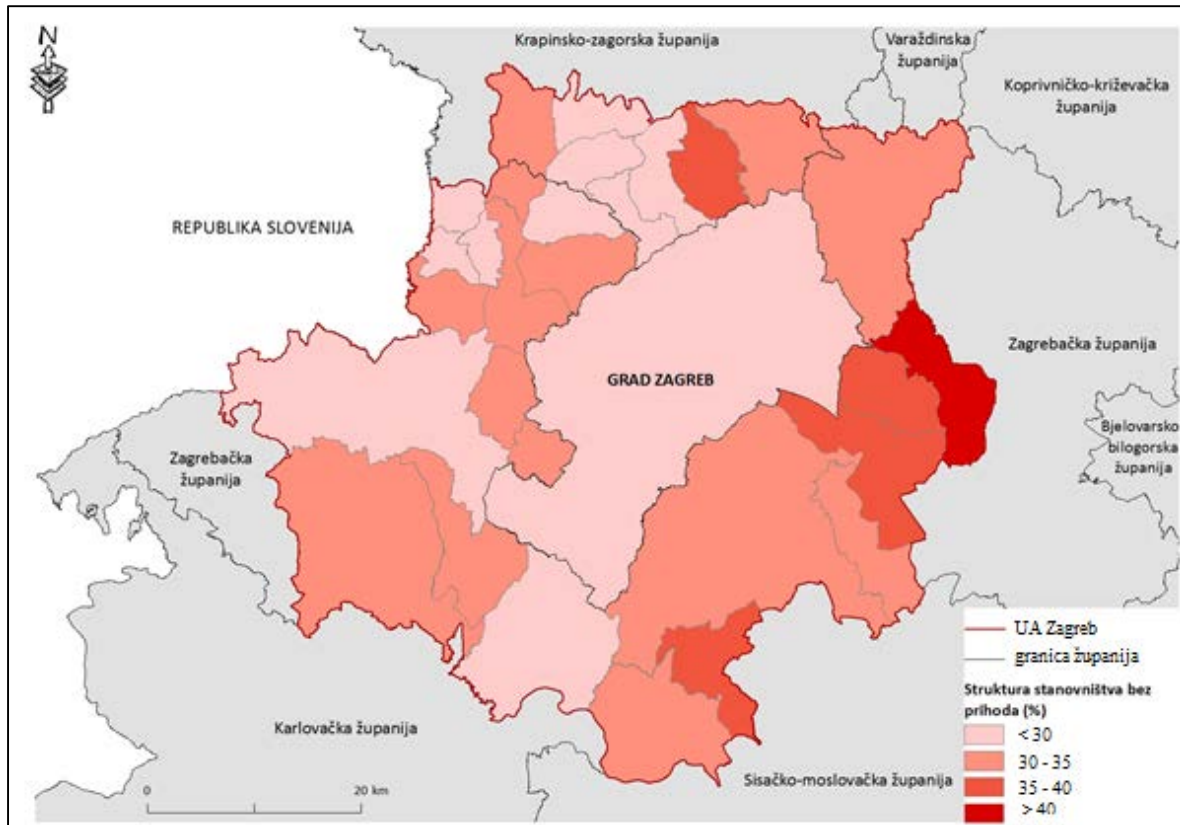 N
Krapinsko-zagorska županija
Varaždinska
županija
Koprivničko-križevačka
županija
REPUBLIKA SLOVENIJA
GRAD ZAGREB
Zagrebačka županija
Bjelovarsko
bilogorska
županija
Zagrebačka
županija
Karlovačka županija
Sisačko-moslovačka županija
0
20 km
UA Zagreb
granica županija
Struktura stanovništva bez
prihoda (%)
< 30
30 - 35
35 - 40
> 40